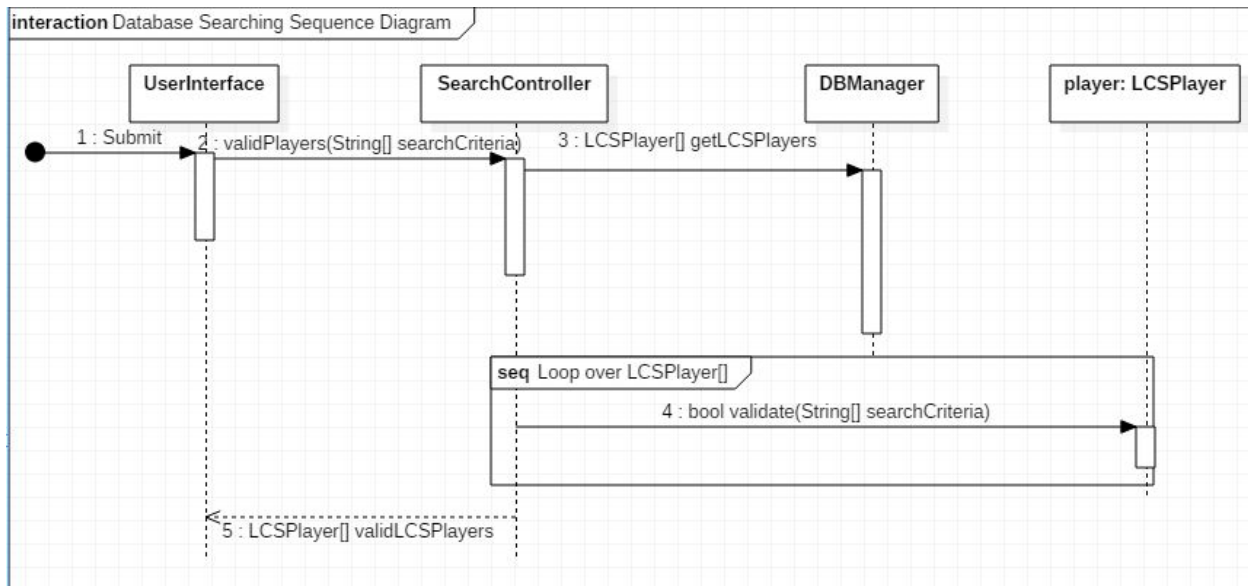 interaction Database Searching Sequence Diagram
UserInterface
SearchController
DBManager
player: LCSPlayer
1 : Submit
2 : validPlayers(String[] searchCriteria)
3 : LCSPlayer[] getLCSPlayers
seq Loop over LCSPlayer[]
4 : bool validate(String[] searchCriteria)
5 : LCSPlayer[] validLCSPlayers